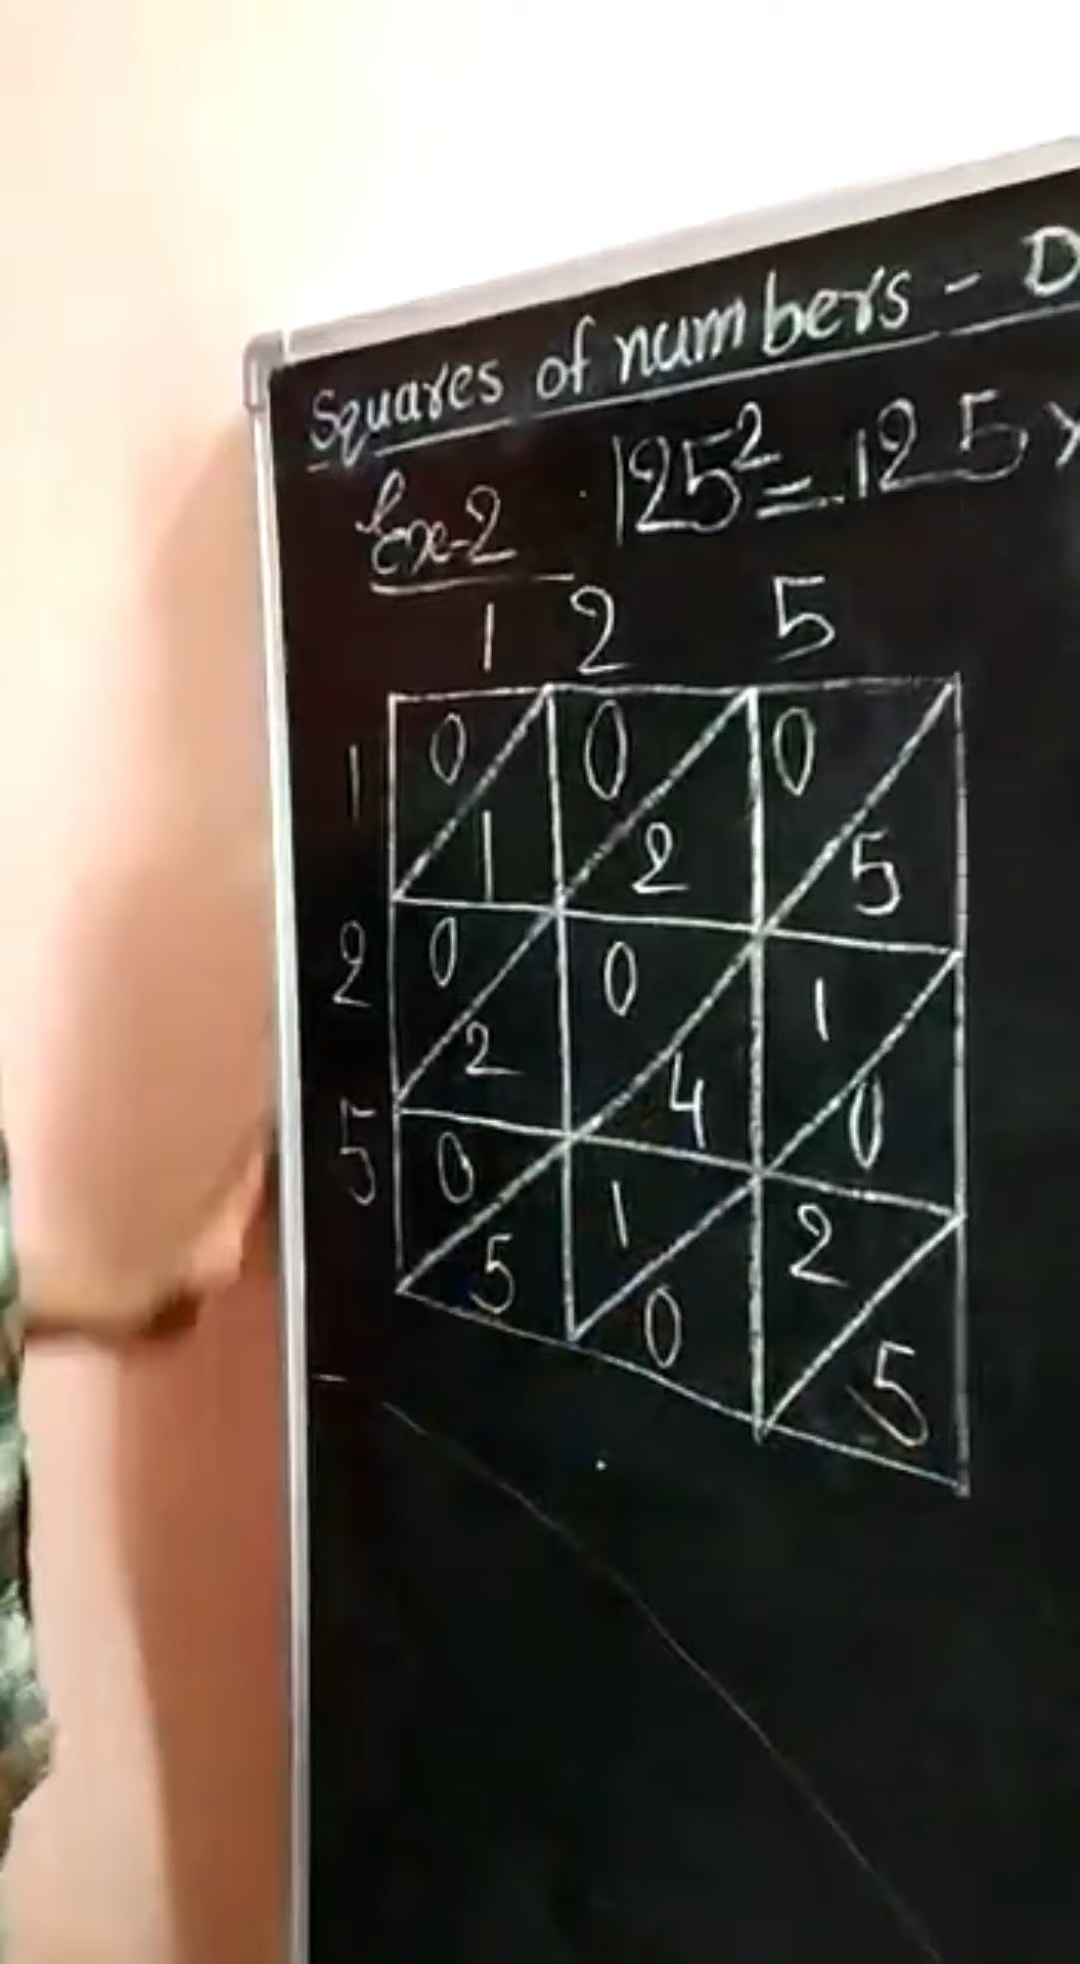 Squares of numbers - D
Ex-2 125² = 125 x
1 2 5
1 0 0 0
1 2 5
2 0 0 1
2 4 0
5 0 1 2
5 0 5